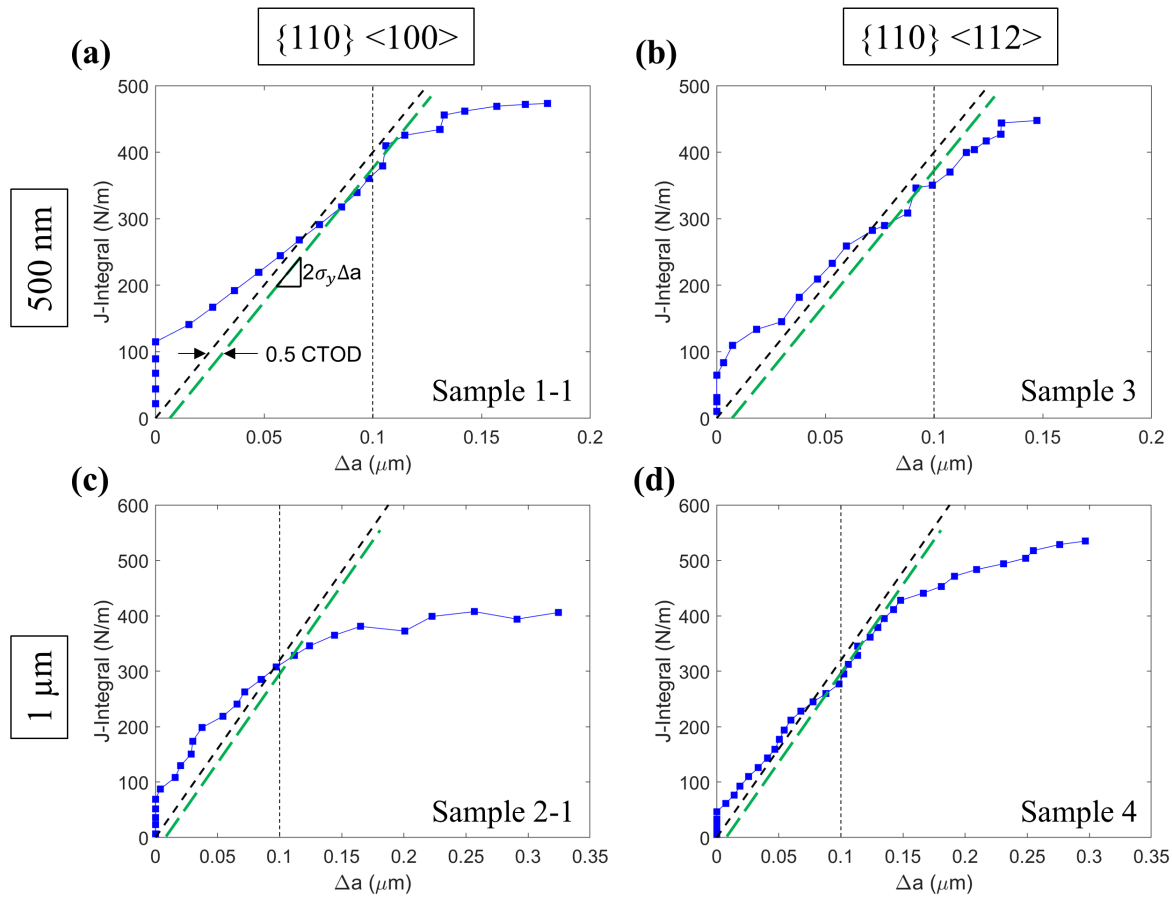 {110} <100>
{110} <112>
(a)
(b)
500 nm
J-Integral (N/m)
500
400
300
200
100
0
2σyΔa
0.5 CTOD
Sample 1-1
0
0.05
0.1
0.15
0.2
Δa (μm)
J-Integral (N/m)
500
400
300
200
100
0
Sample 3
0
0.05
0.1
0.15
0.2
Δa (μm)
(c)
(d)
1 μm
J-Integral (N/m)
600
500
400
300
200
100
0
Sample 2-1
0
0.05
0.1
0.15
0.2
0.25
0.3
0.35
Δa (μm)
J-Integral (N/m)
600
500
400
300
200
100
0
Sample 4
0
0.05
0.1
0.15
0.2
0.25
0.3
0.35
Δa (μm)